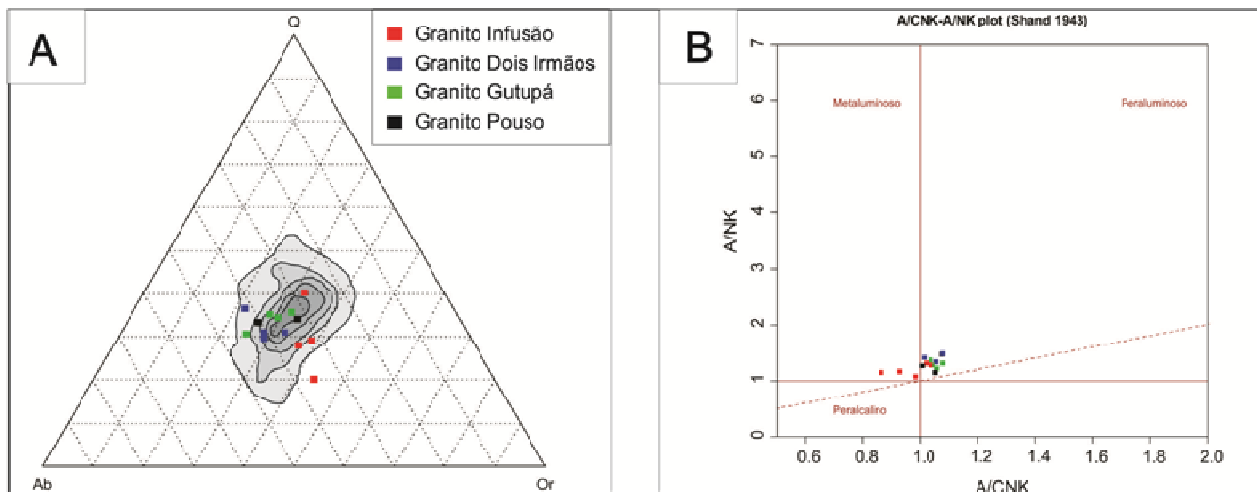 A
Q
Granito Infusão
Granito Dois Irmãos
Granito Gutupá
Granito Pouso
Ab
Or
B
A/CNK-A/NK plot (Shand 1943)
7
6
5
4
3
2
1
0
A/NK
Metaluminoso
Peraluminoso
Peralcalino
0.6
0.8
1.0
1.2
1.4
1.6
1.8
2.0
A/CNK